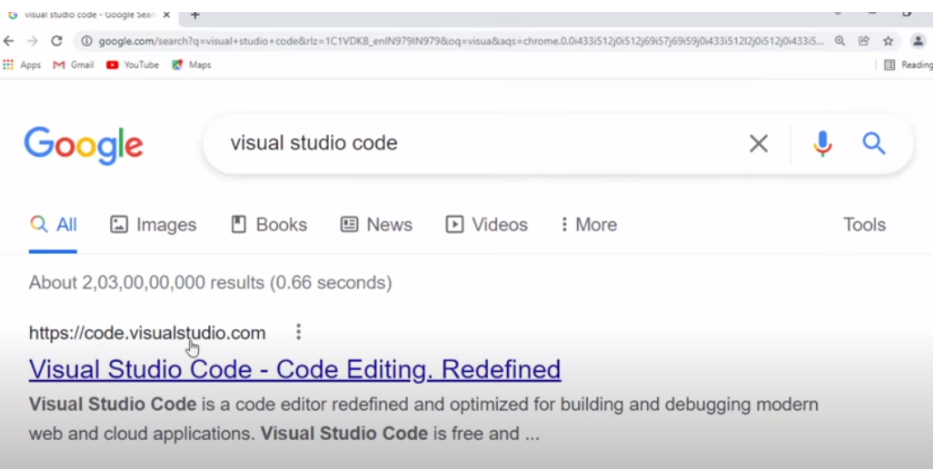 visual studio code - Google Sear
google.com/search?q=visual+studio+code&rlz=1C1VDKB_enIN979IN979&oq=visua&aqs=chrome.0.0i433i512j0i512j69i57j69i59j0i433i512l2j0i512j0i433i5...
Apps Gmail YouTube Maps Reading
Google visual studio code
All Images Books News Videos More Tools
About 2,03,00,00,000 results (0.66 seconds)
https://code.visualstudio.com
Visual Studio Code - Code Editing. Redefined
Visual Studio Code is a code editor redefined and optimized for building and debugging modern
web and cloud applications. Visual Studio Code is free and ...